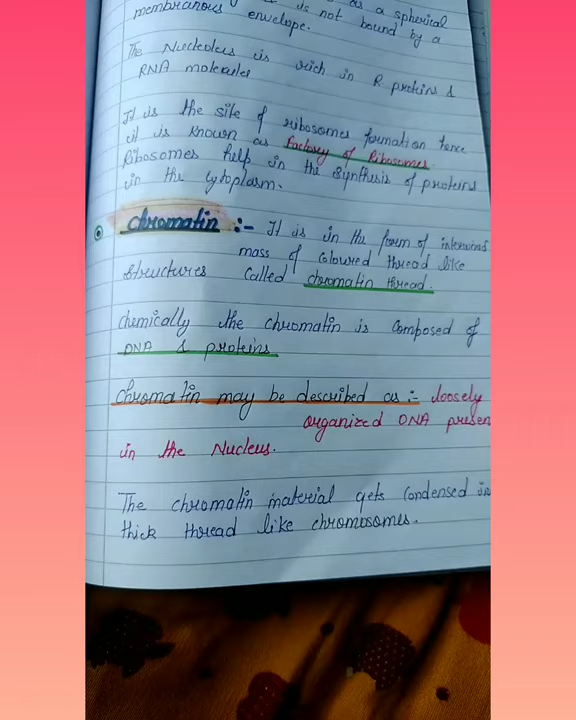 as a spherical
membranous is not bound by a
envelope.
The Nucleolus is rich in R proteins &
RNA molecules
It is the site of ribosomes formation hence
it is known as Factory of Ribosomes
Ribosomes help in the synthesis of proteins
in the cytoplasm.
Chromatin :- It is in the form of interwined
mass of coloured thread like
structures called chromatin thread.
Chemically the chromatin is composed of
DNA & proteins
Chromatin may be described as :- loosely
organized DNA presen
in the Nucleus.
The chromatin material gets condensed in
thick thread like chromosomes.